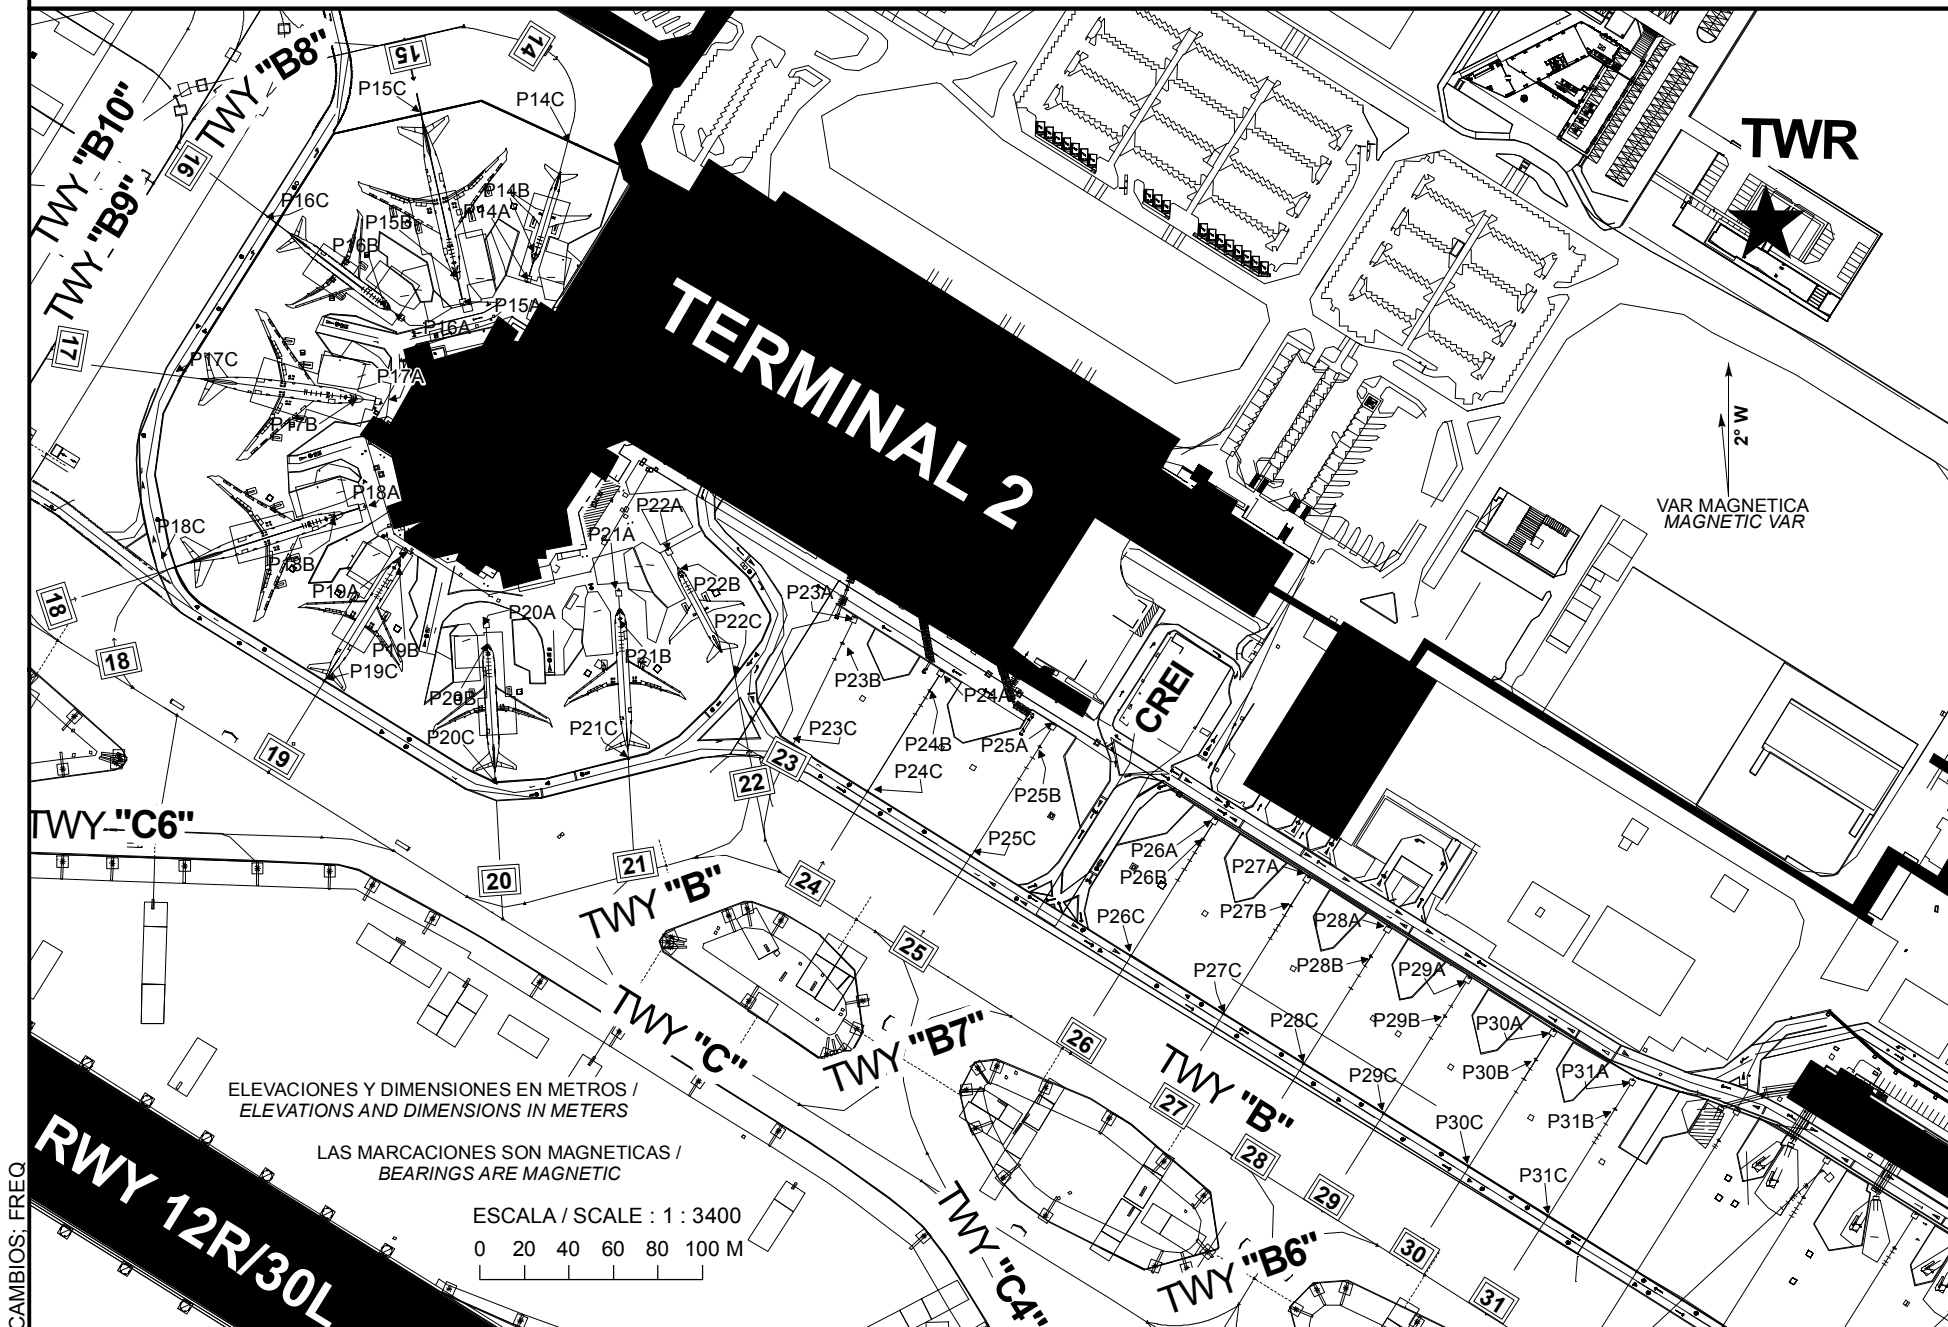 15
14
TWY "B8"
P15C
P14C
TWY "B10"
TWR
16
TWY "B9"
P14B
P16C
P14A
P15B
P16B
P15A
P16A
17
P17C
P17A
TERMINAL 2
2° W
P17B
P18A
VAR MAGNETICA
MAGNETIC VAR
P22A
P18C
P21A
P18B
P22B
P19A
P23A
18
P20A
P22C
18
P19B
P21B
P19C
P23B
CREI
P20B
P24A
P21C
P23C
P20C
P24B
P25A
19
23
22
P24C
P25B
TWY "C6"
P25C
P26A
21
P27A
20
24
P26B
TWY "B"
P26C
P27B
P28A
25
P28B
P29A
P27C
TWY "C"
P28C
P29B
P30A
TWY "B7"
26
TWY "B"
P29C
P30B
P31A
ELEVACIONES Y DIMENSIONES EN METROS /
ELEVATIONS AND DIMENSIONS IN METERS
27
P30C
P31B
LAS MARCACIONES SON MAGNETICAS /
BEARINGS ARE MAGNETIC
28
P31C
29
RWY 12R/30L
ESCALA / SCALE : 1 : 3400
0 20 40 60 80 100 M
TWY "C4"
TWY "B6"
30
31
CAMBIOS: FREQ